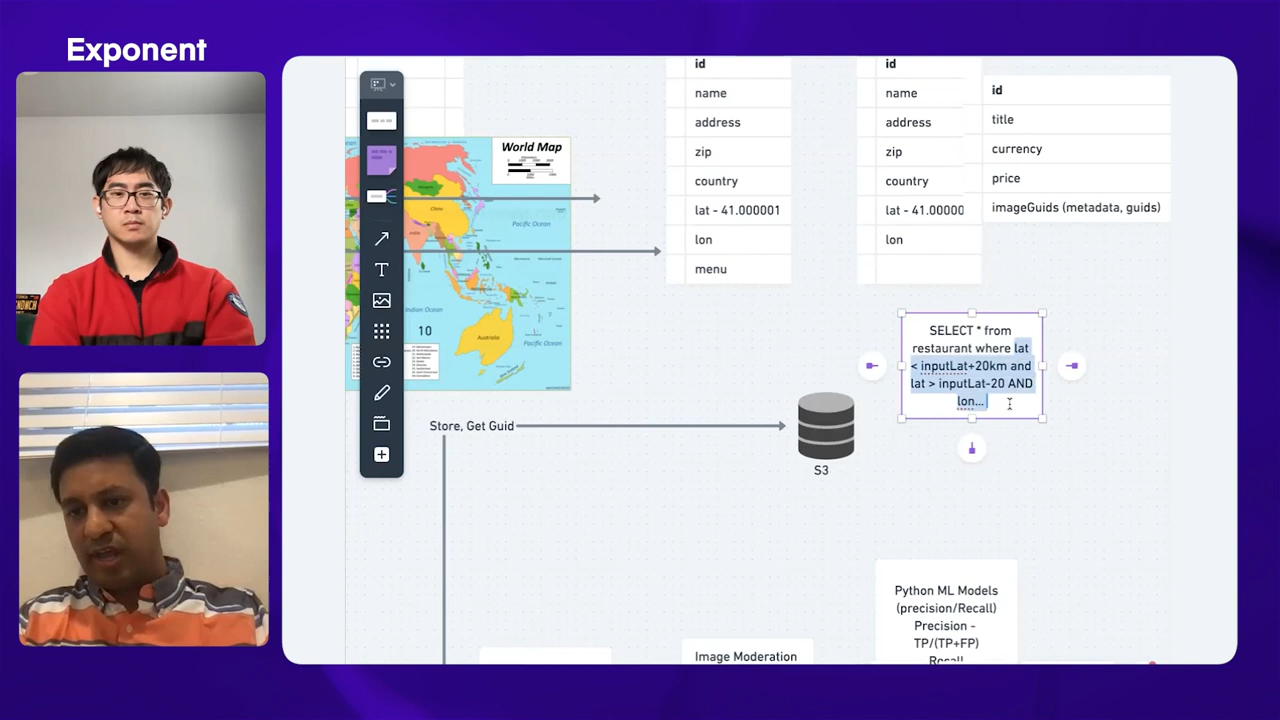 Exponent
id
name
address
zip
country
lat - 41.000001
lon
menu
id
name
address
zip
country
lat - 41.00000
lon
id
title
currency
price
imageGuids (metadata, guids)
World Map
China
India
Pacific Ocean
Indian Ocean
Australia
Pacific Ocean
10
SELECT * from
restaurant where lat
< inputLat+20km and
lat > inputLat-20 AND
lon...
Store, Get Guid
S3
Python ML Models
(precision/Recall)
Precision -
TP/(TP+FP)
Recall
Image Moderation